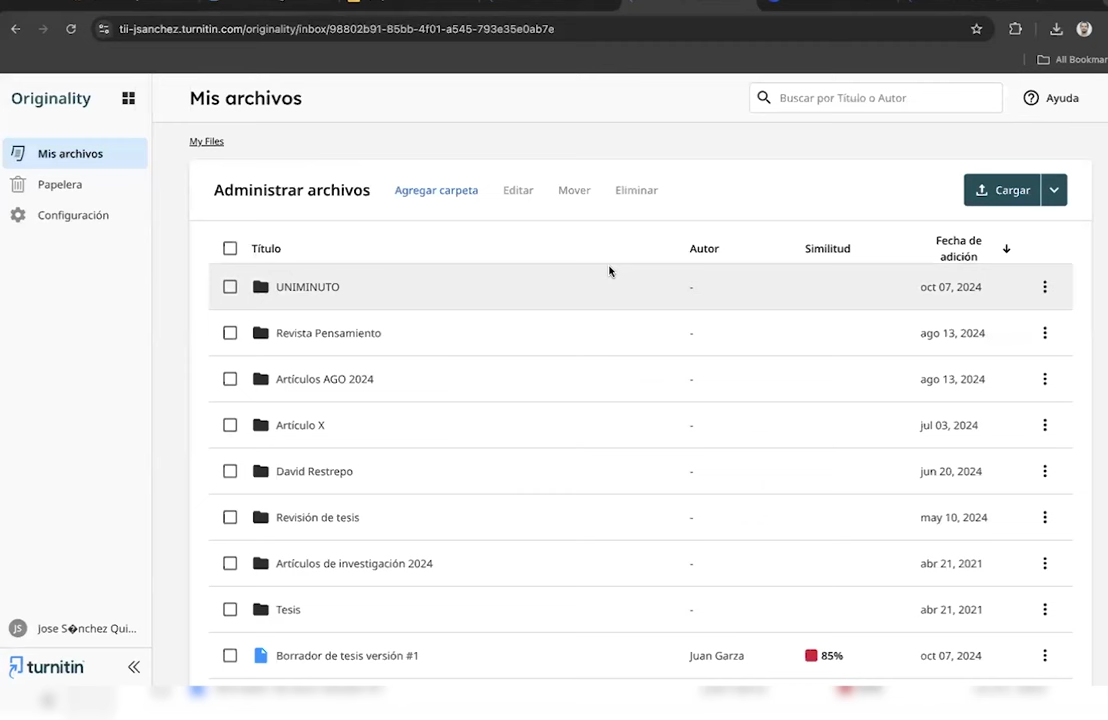 tii-jsanchez.turnitin.com/originality/inbox/98802b91-85bb-4f01-a545-793e35e0ab7e
All Bookmar
Originality
Mis archivos
Buscar por Título o Autor
Ayuda
Mis archivos
Papelera
Configuración
My Files
Administrar archivos
Agregar carpeta
Editar
Mover
Eliminar
Cargar
Título
Autor
Similitud
Fecha de
adición
UNIMINUTO - oct 07, 2024
Revista Pensamiento - ago 13, 2024
Artículos AGO 2024 - ago 13, 2024
Artículo X - jul 03, 2024
David Restrepo - jun 20, 2024
Revisión de tesis - may 10, 2024
Artículos de investigación 2024 - abr 21, 2021
Tesis - abr 21, 2021
Borrador de tesis versión #1 Juan Garza 85% oct 07, 2024
JS Jose S�nchez Qui...
turnitin